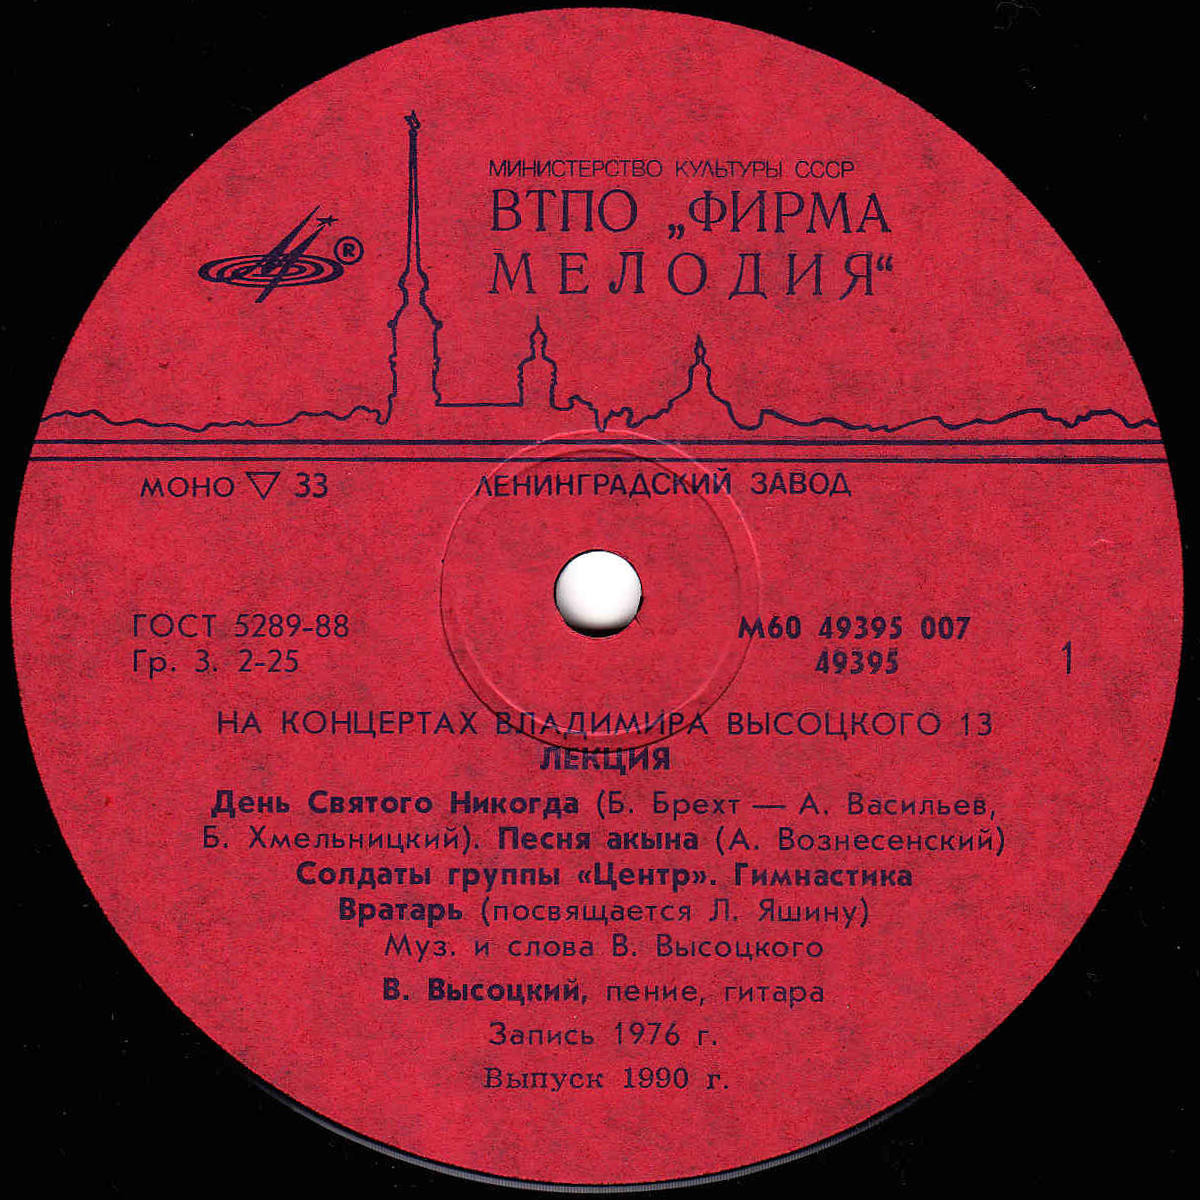 МИНИСТЕРСТВО КУЛЬТУРЫ СССР
ВТПО „ФИРМА
МЕЛОДИЯ“
®
МОНО ▽ 33
ЛЕНИНГРАДСКИЙ ЗАВОД
ГОСТ 5289-88
Гр. 3. 2-25
М60 49395 007
49395
1
НА КОНЦЕРТАХ ВЛАДИМИРА ВЫСОЦКОГО 13
ЛЕКЦИЯ
День Святого Никогда (Б. Брехт — А. Васильев,
Б. Хмельницкий). Песня акына (А. Вознесенский)
Солдаты группы «Центр». Гимнастика
Вратарь (посвящается Л. Яшину)
Муз. и слова В. Высоцкого
В. Высоцкий, пение, гитара
Запись 1976 г.
Выпуск 1990 г.